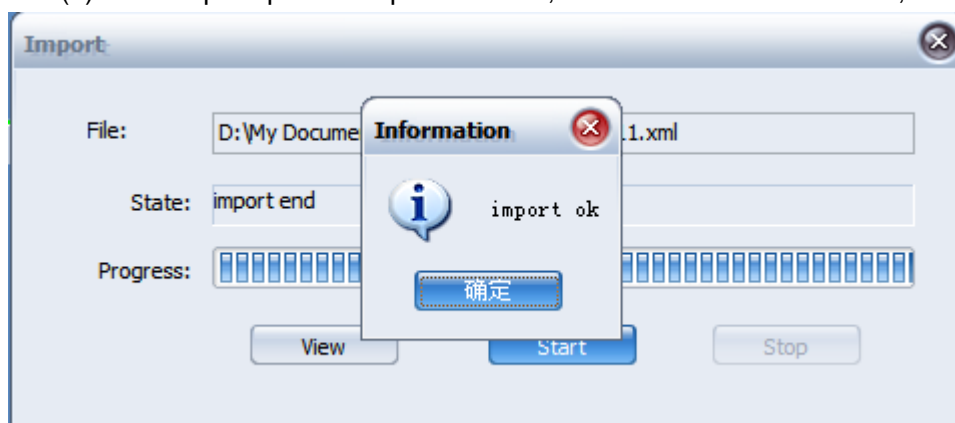 Import
File:
D:\My Docume
.1.xml
Information
State:
import end
import ok
Progress:
确定
View
Start
Stop